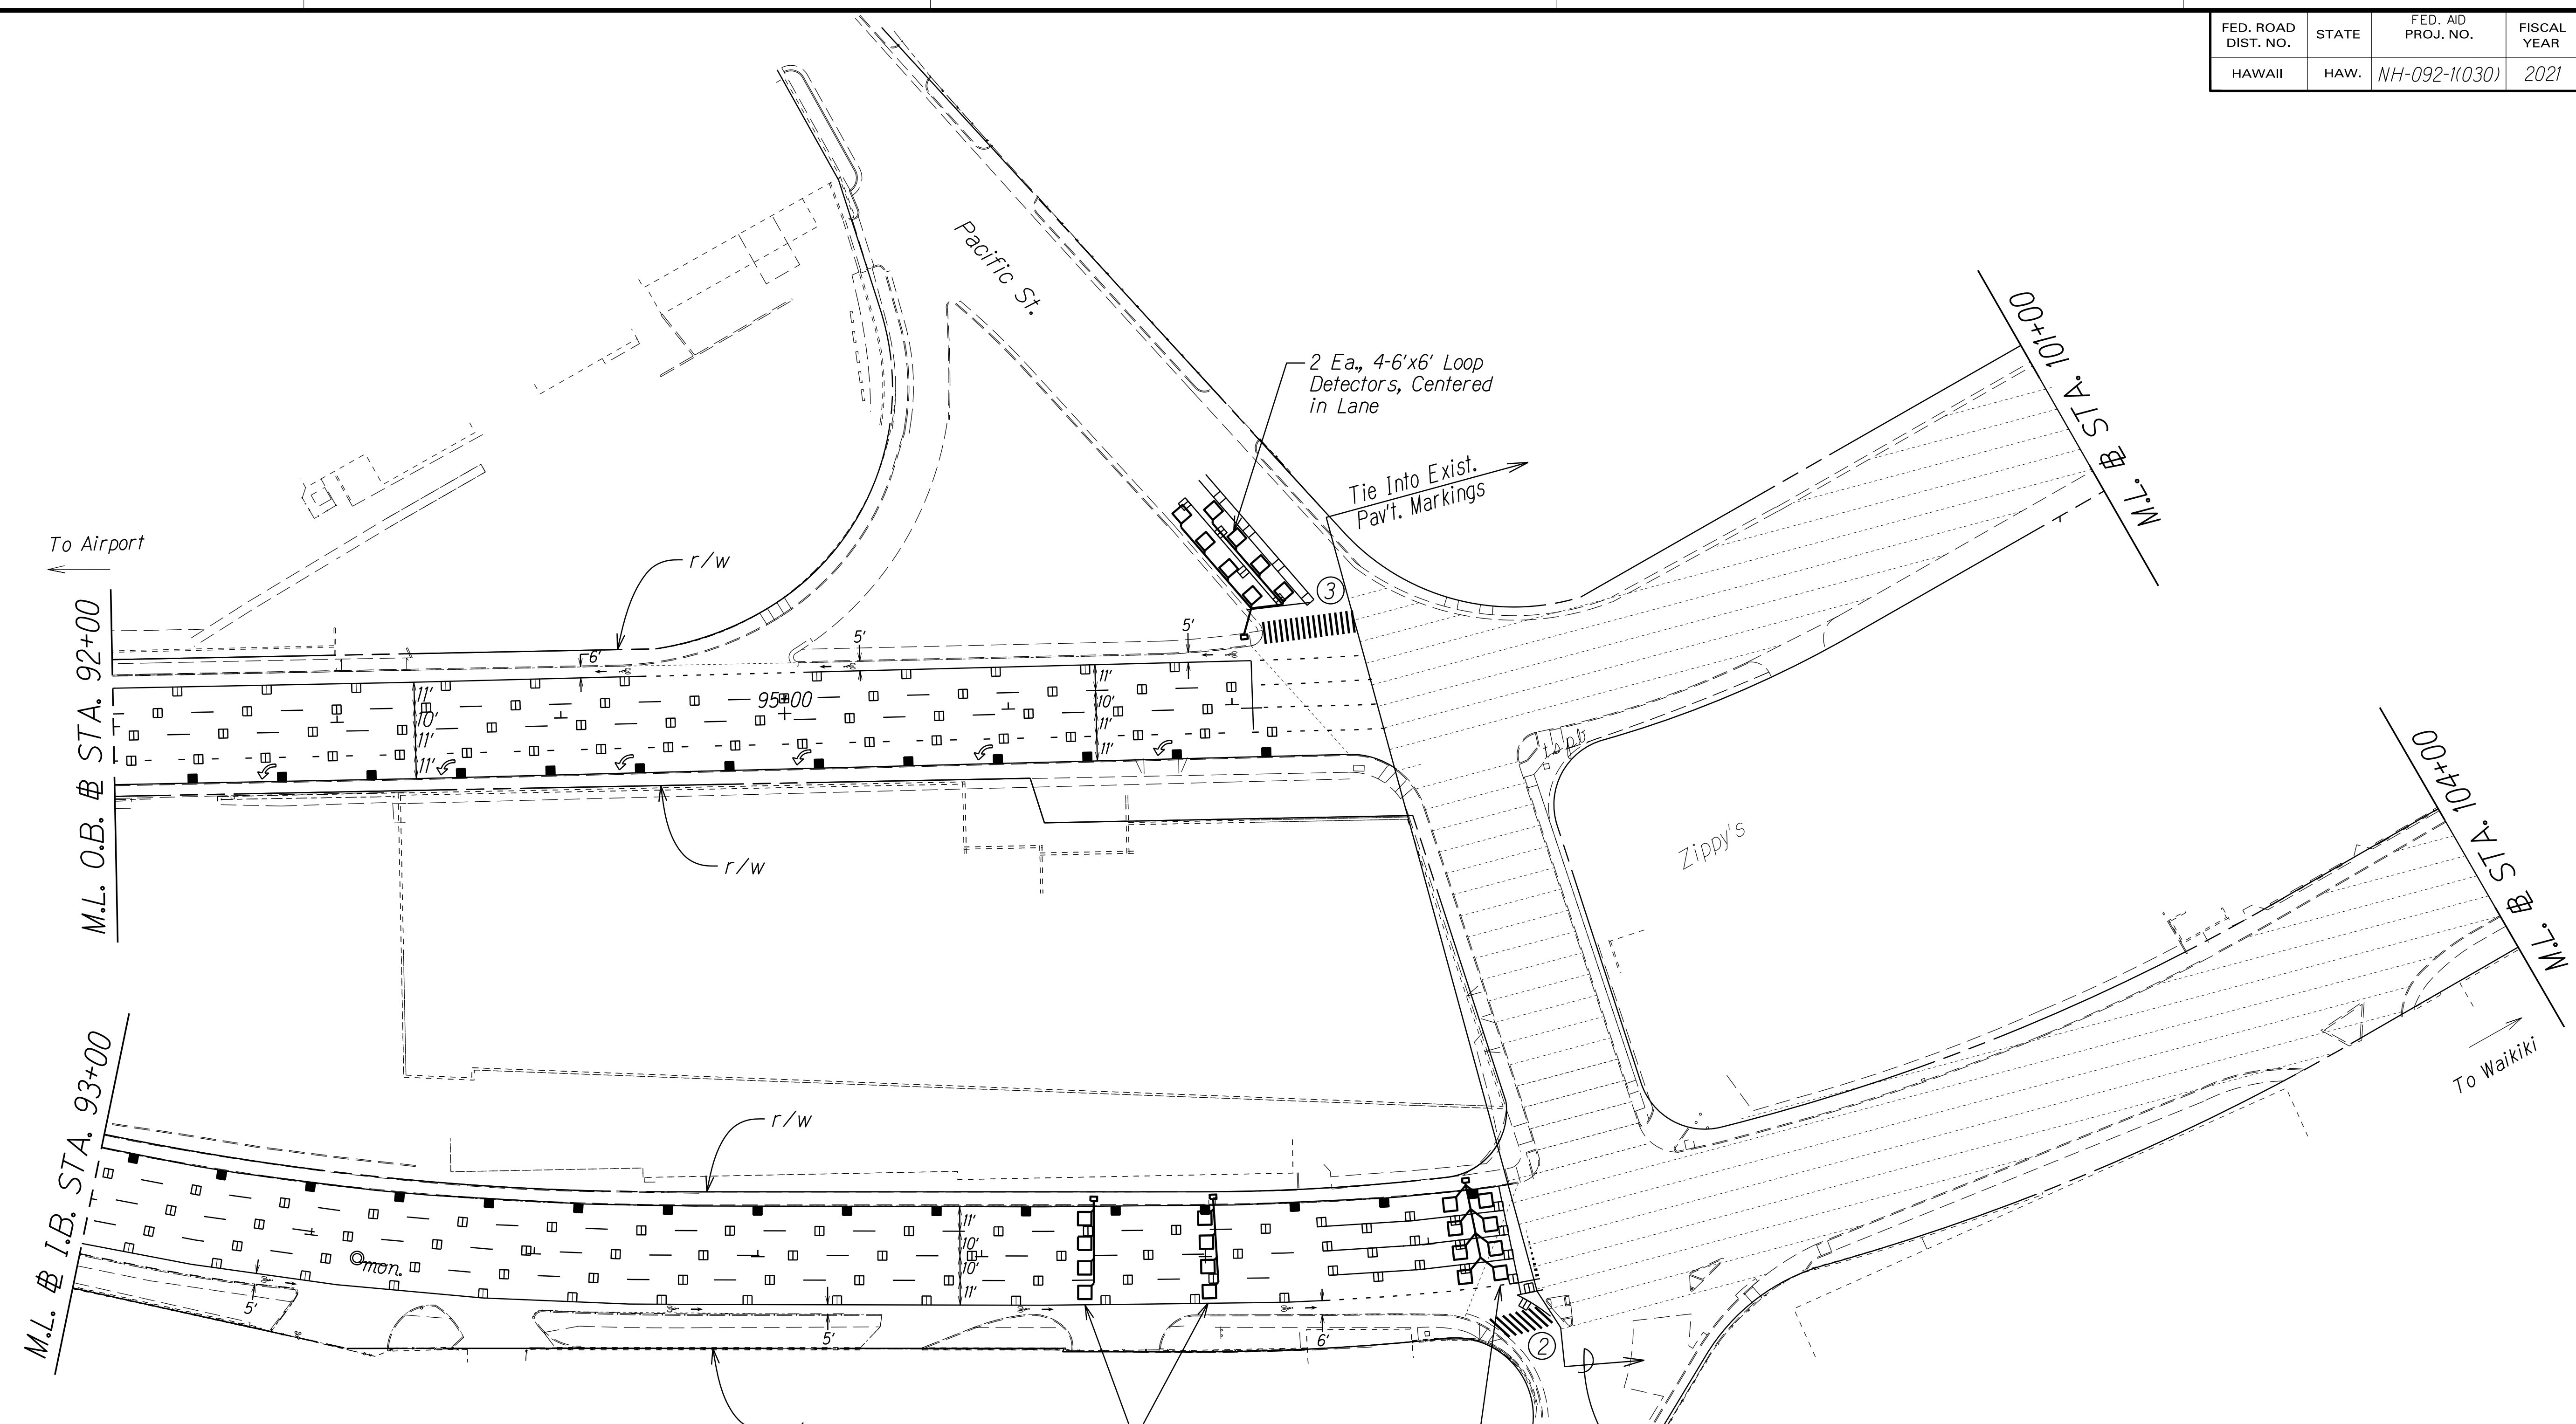 FED. ROAD DIST. NO.
STATE
FED. AID PROJ. NO.
FISCAL YEAR
HAWAII
HAW.
NH-092-1(030)
2021
Pacific St.
2 Ea., 4-6'x6' Loop
Detectors, Centered
in Lane
Tie Into Exist.
Pav't. Markings
M.L. ␢ STA. 101+00
To Airport
r/w
3
M.L. O.B. ␢ STA. 92+00
6'
5'
5'
11'
10'
11'
11'
95+00
11'
10'
11'
11'
tspb
Zippy's
r/w
M.L. ␢ STA. 104+00
To Waikiki
M.L. ␢ I.B. STA. 93+00
r/w
mon.
11'
10'
10'
11'
5'
5'
6'
2